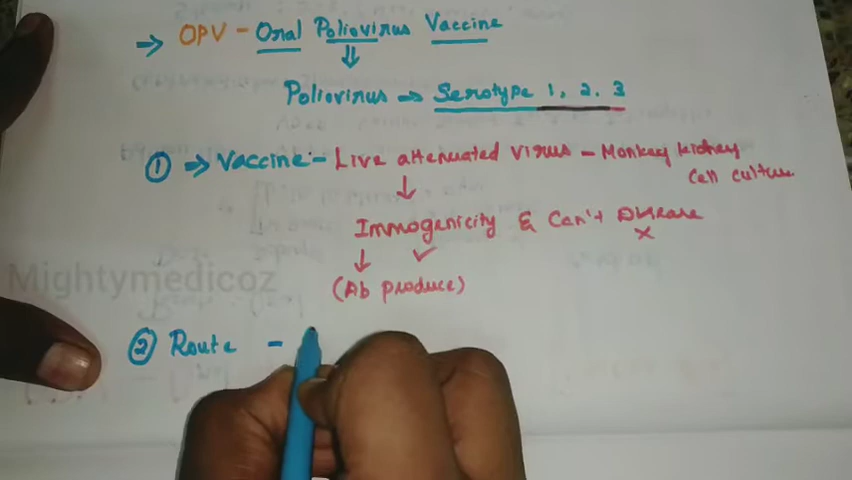 ⇒ OPV - Oral Poliovirus Vaccine
⇓
Poliovirus ⇒ Serotype 1, 2, 3
① ⇒ Vaccine:- Live attenuated virus - Monkey kidney
cell culture
↓
Immogenicity & Can't Disease
↓ ✓ ×
(Ab produce)
Mightymedicoz
② Route -